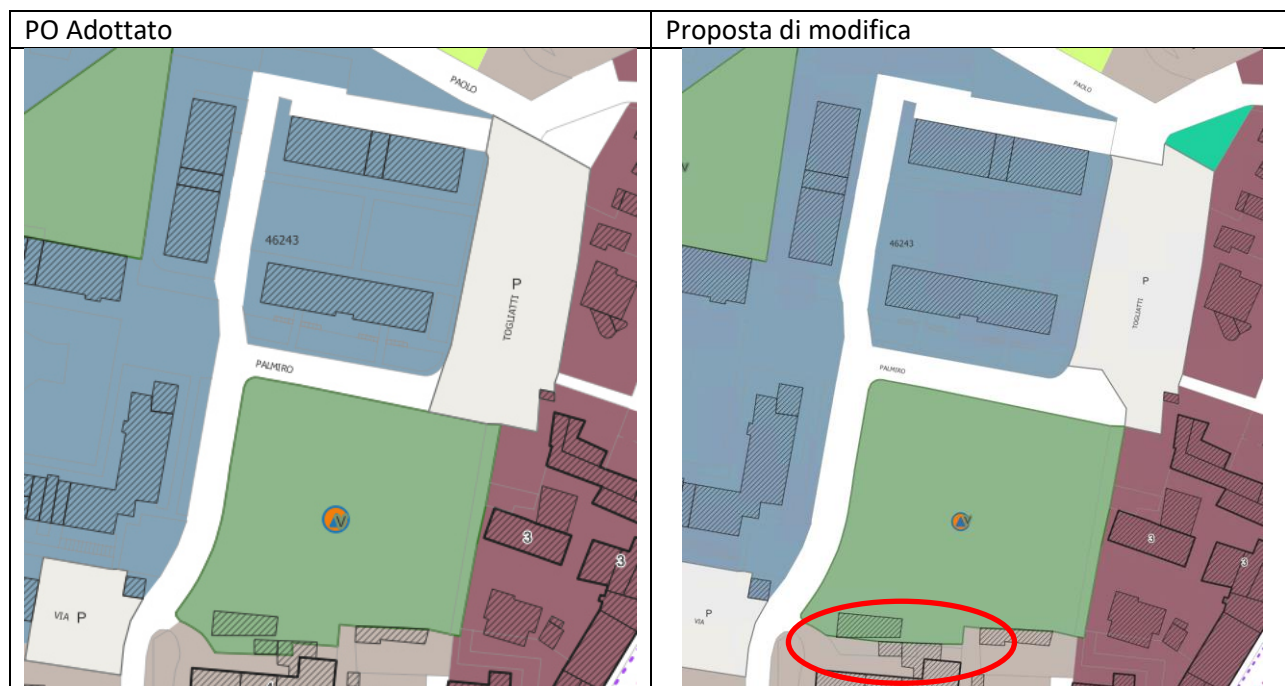 PO Adottato
Proposta di modifica
PAOLO
46243
P
TOGLIATTI
PALMIRO
V
3
3
VIA P
PAOLO
V
46243
P
TOGLIATTI
PALMIRO
V
3
3
P
VIA